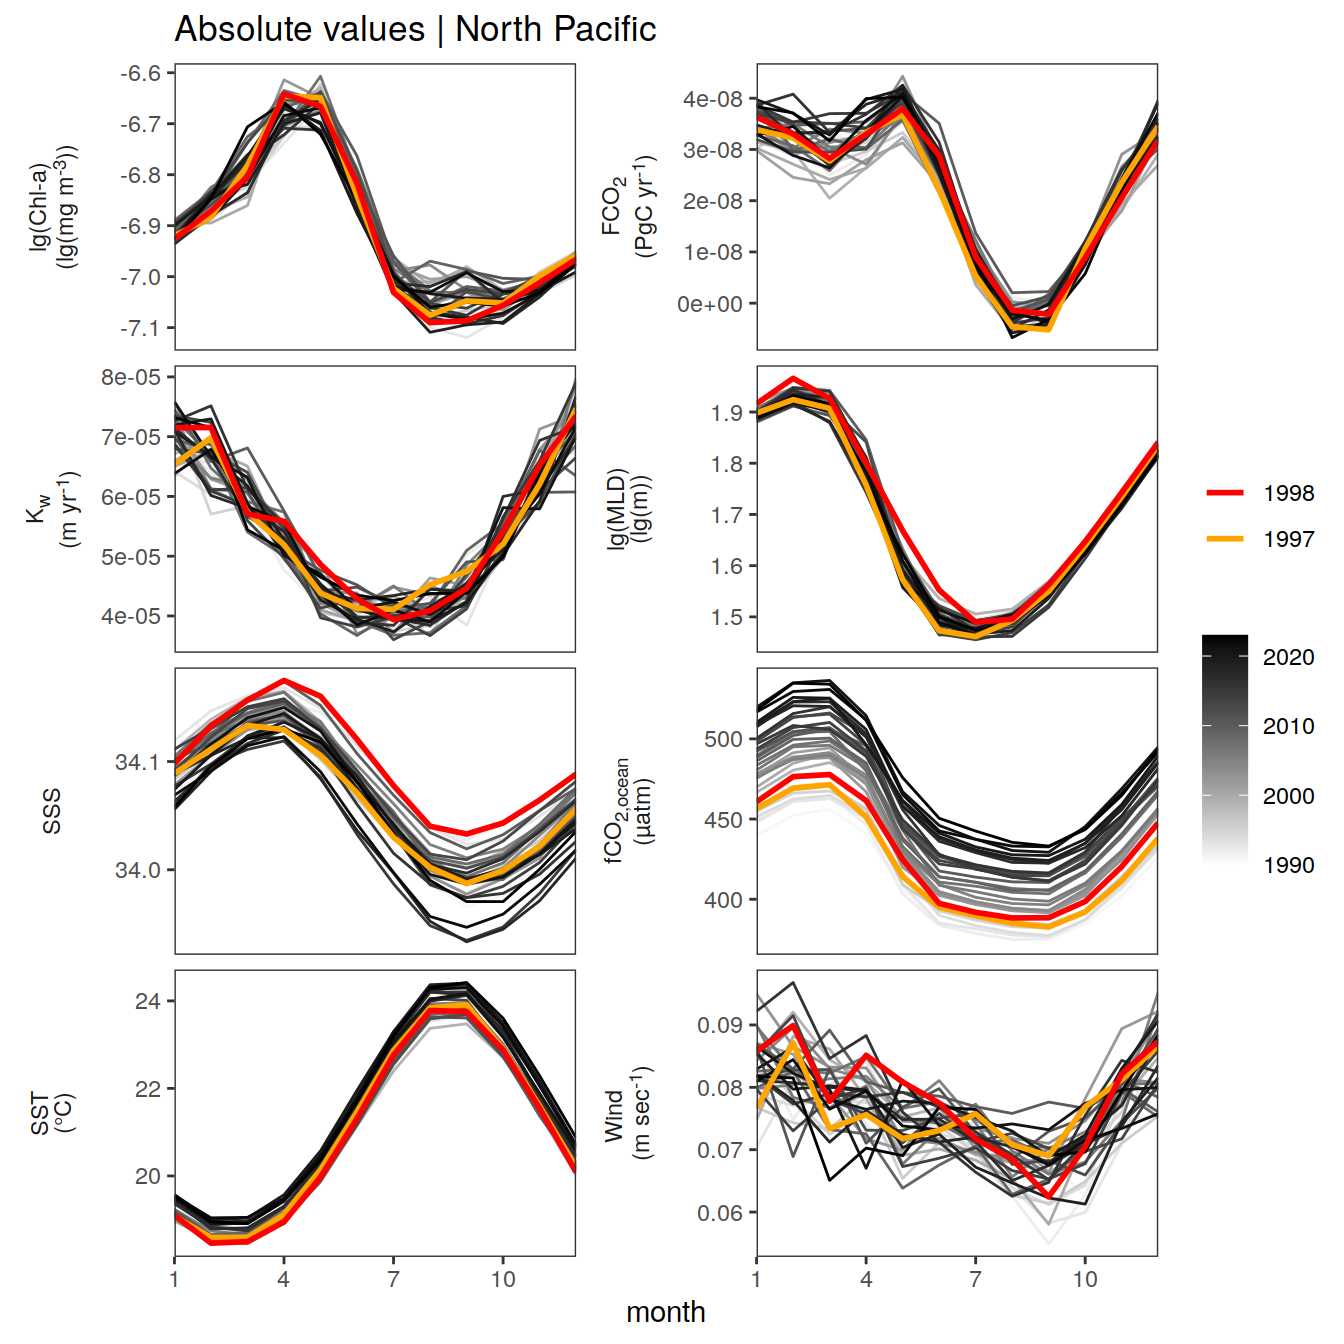 Absolute values | North Pacific
lg(Chl-a)
(lg(mg m⁻³))
-6.6
-6.7
-6.8
-6.9
-7.0
-7.1
FCO₂
(PgC yr⁻¹)
4e-08
3e-08
2e-08
1e-08
0e+00
K_w
(m yr⁻¹)
8e-05
7e-05
6e-05
5e-05
4e-05
lg(MLD)
(lg(m))
1.9
1.8
1.7
1.6
1.5
SSS
34.1
34.0
fCO₂,ocean
(µatm)
500
450
400
SST
(°C)
24
22
20
Wind
(m sec⁻¹)
0.09
0.08
0.07
0.06
1 4 7 10
1 4 7 10
month
1998
1997
2020
2010
2000
1990